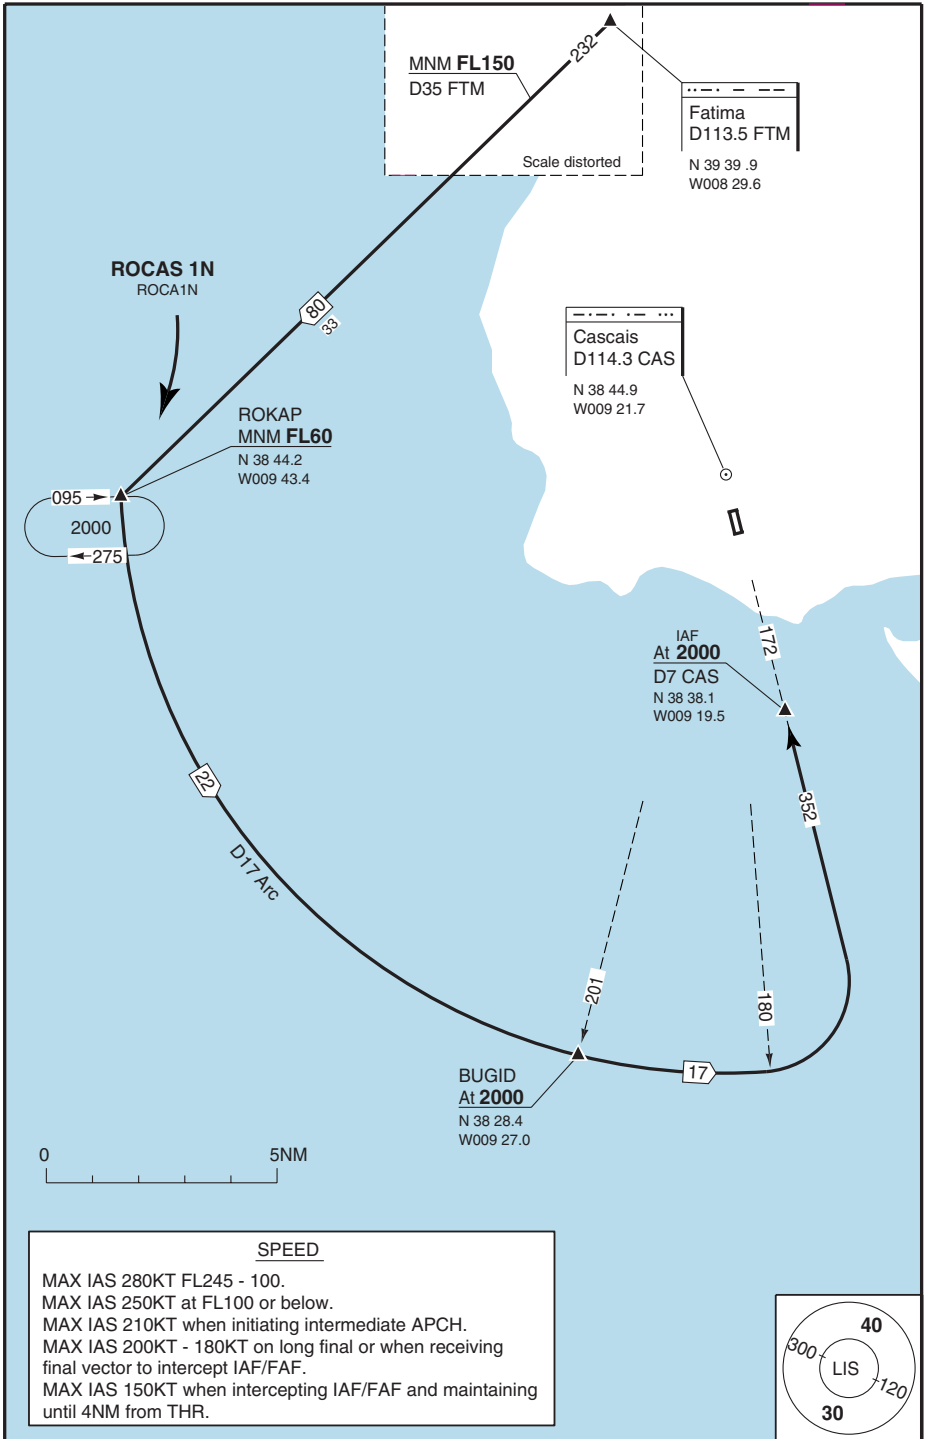 232
MNM FL150
D35 FTM
Fatima
D113.5 FTM
N 39 39 .9
W008 29.6
Scale distorted
ROCAS 1N
ROCA1N
80
33
Cascais
D114.3 CAS
N 38 44.9
W009 21.7
ROKAP
MNM FL60
N 38 44.2
W009 43.4
095
2000
275
172
IAF
At 2000
D7 CAS
N 38 38.1
W009 19.5
352
22
D17 Arc
201
180
17
BUGID
At 2000
N 38 28.4
W009 27.0
0 5NM
SPEED
MAX IAS 280KT FL245 - 100.
MAX IAS 250KT at FL100 or below.
MAX IAS 210KT when initiating intermediate APCH.
MAX IAS 200KT - 180KT on long final or when receiving
final vector to intercept IAF/FAF.
MAX IAS 150KT when intercepting IAF/FAF and maintaining
until 4NM from THR.
40
300
LIS
120
30